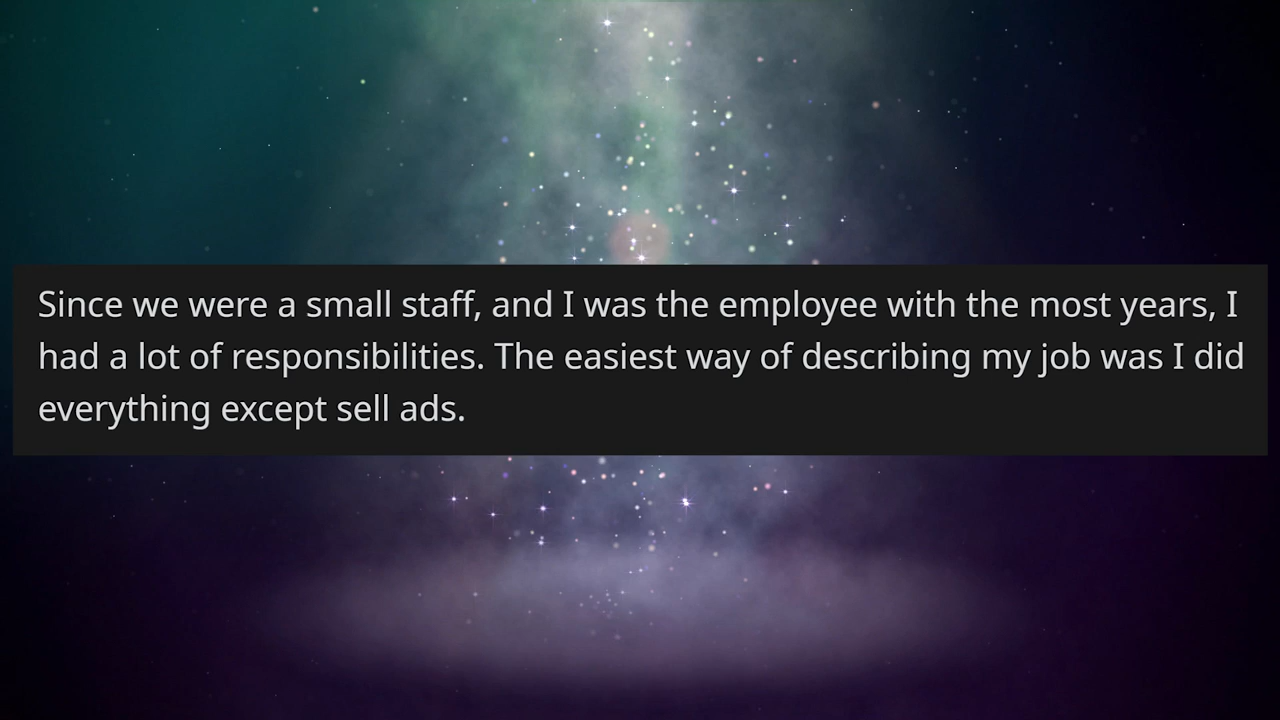 Since we were a small staff, and I was the employee with the most years, I
had a lot of responsibilities. The easiest way of describing my job was I did
everything except sell ads.